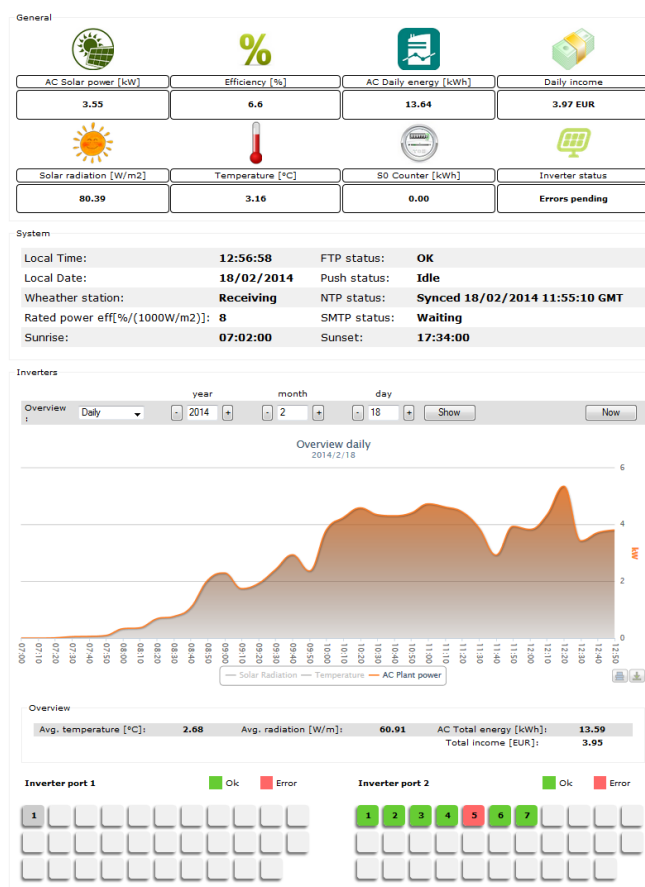 General
%
AC Solar power [kW] Efficiency [%] AC Daily energy [kWh] Daily income
3.55 6.6 13.64 3.97 EUR
Solar radiation [W/m2] Temperature [°C] S0 Counter [kWh] Inverter status
80.39 3.16 0.00 Errors pending
System
Local Time: 12:56:58 FTP status: OK
Local Date: 18/02/2014 Push status: Idle
Wheather station: Receiving NTP status: Synced 18/02/2014 11:55:10 GMT
Rated power eff[%/(1000W/m2)]: 8 SMTP status: Waiting
Sunrise: 07:02:00 Sunset: 17:34:00
Inverters
year month day
Overview : Daily - 2014 + - 2 + - 18 + Show Now
Overview daily
2014/2/18
6
4
kW
2
0
07:00 07:10 07:20 07:30 07:40 07:50 08:00 08:10 08:20 08:30 08:40 08:50 09:00 09:10 09:20 09:30 09:40 09:50 10:00 10:10 10:20 10:30 10:40 10:50 11:00 11:10 11:20 11:30 11:40 11:50 12:00 12:10 12:20 12:30 12:40 12:50
Solar Radiation Temperature AC Plant power
Overview
Avg. temperature [°C]: 2.68 Avg. radiation [W/m]: 60.91 AC Total energy [kWh]: 13.59
Total income [EUR]: 3.95
Inverter port 1 Ok Error Inverter port 2 Ok Error
1 1 2 3 4 5 6 7